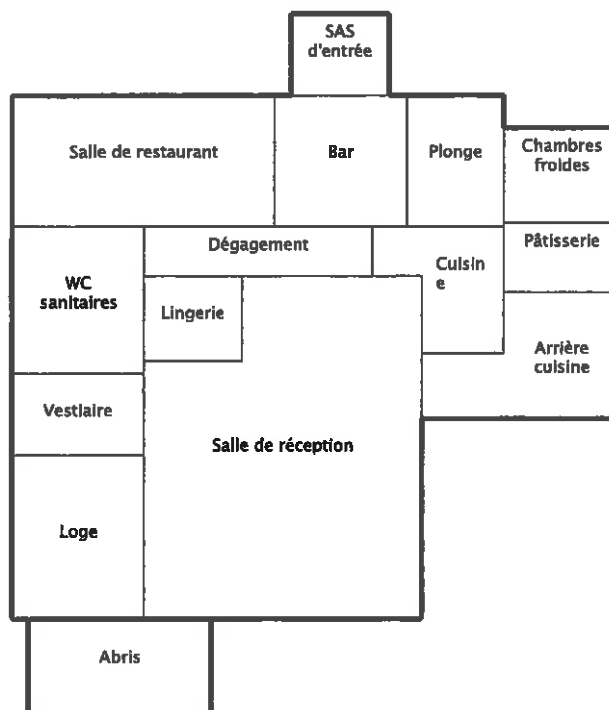 SAS
d'entrée
Salle de restaurant
Bar
Plonge
Chambres
froides
Dégagement
Cuisin
e
Pâtisserie
WC
sanitaires
Lingerie
Arrière
cuisine
Vestiaire
Salle de réception
Loge
Abris